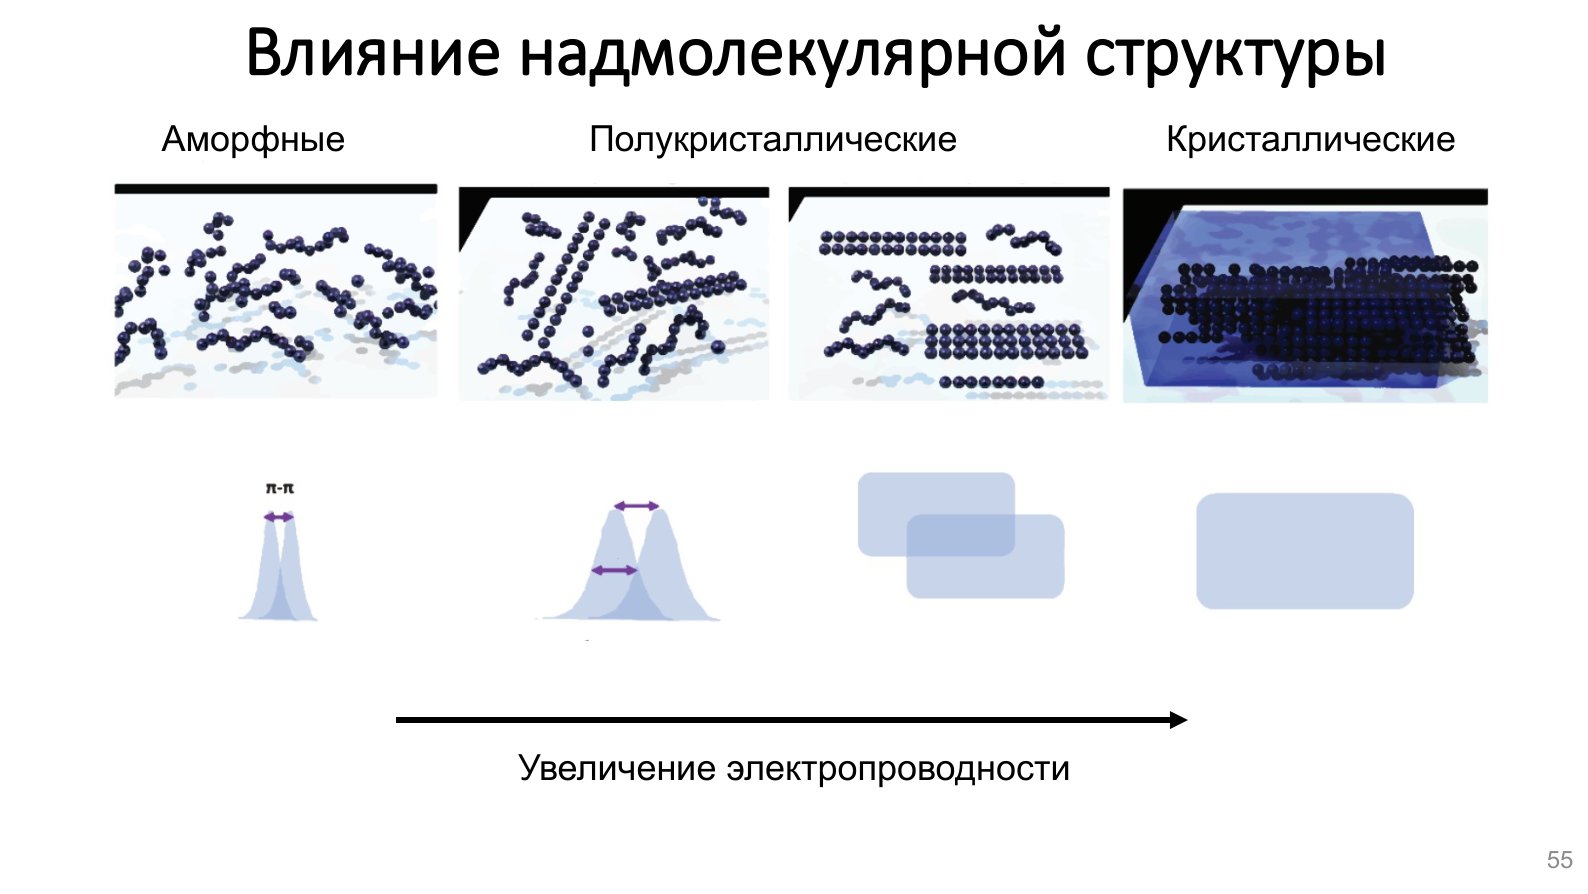 Влияние надмолекулярной структуры
Аморфные
Полукристаллические
Кристаллические
π-π
Увеличение электропроводности
55